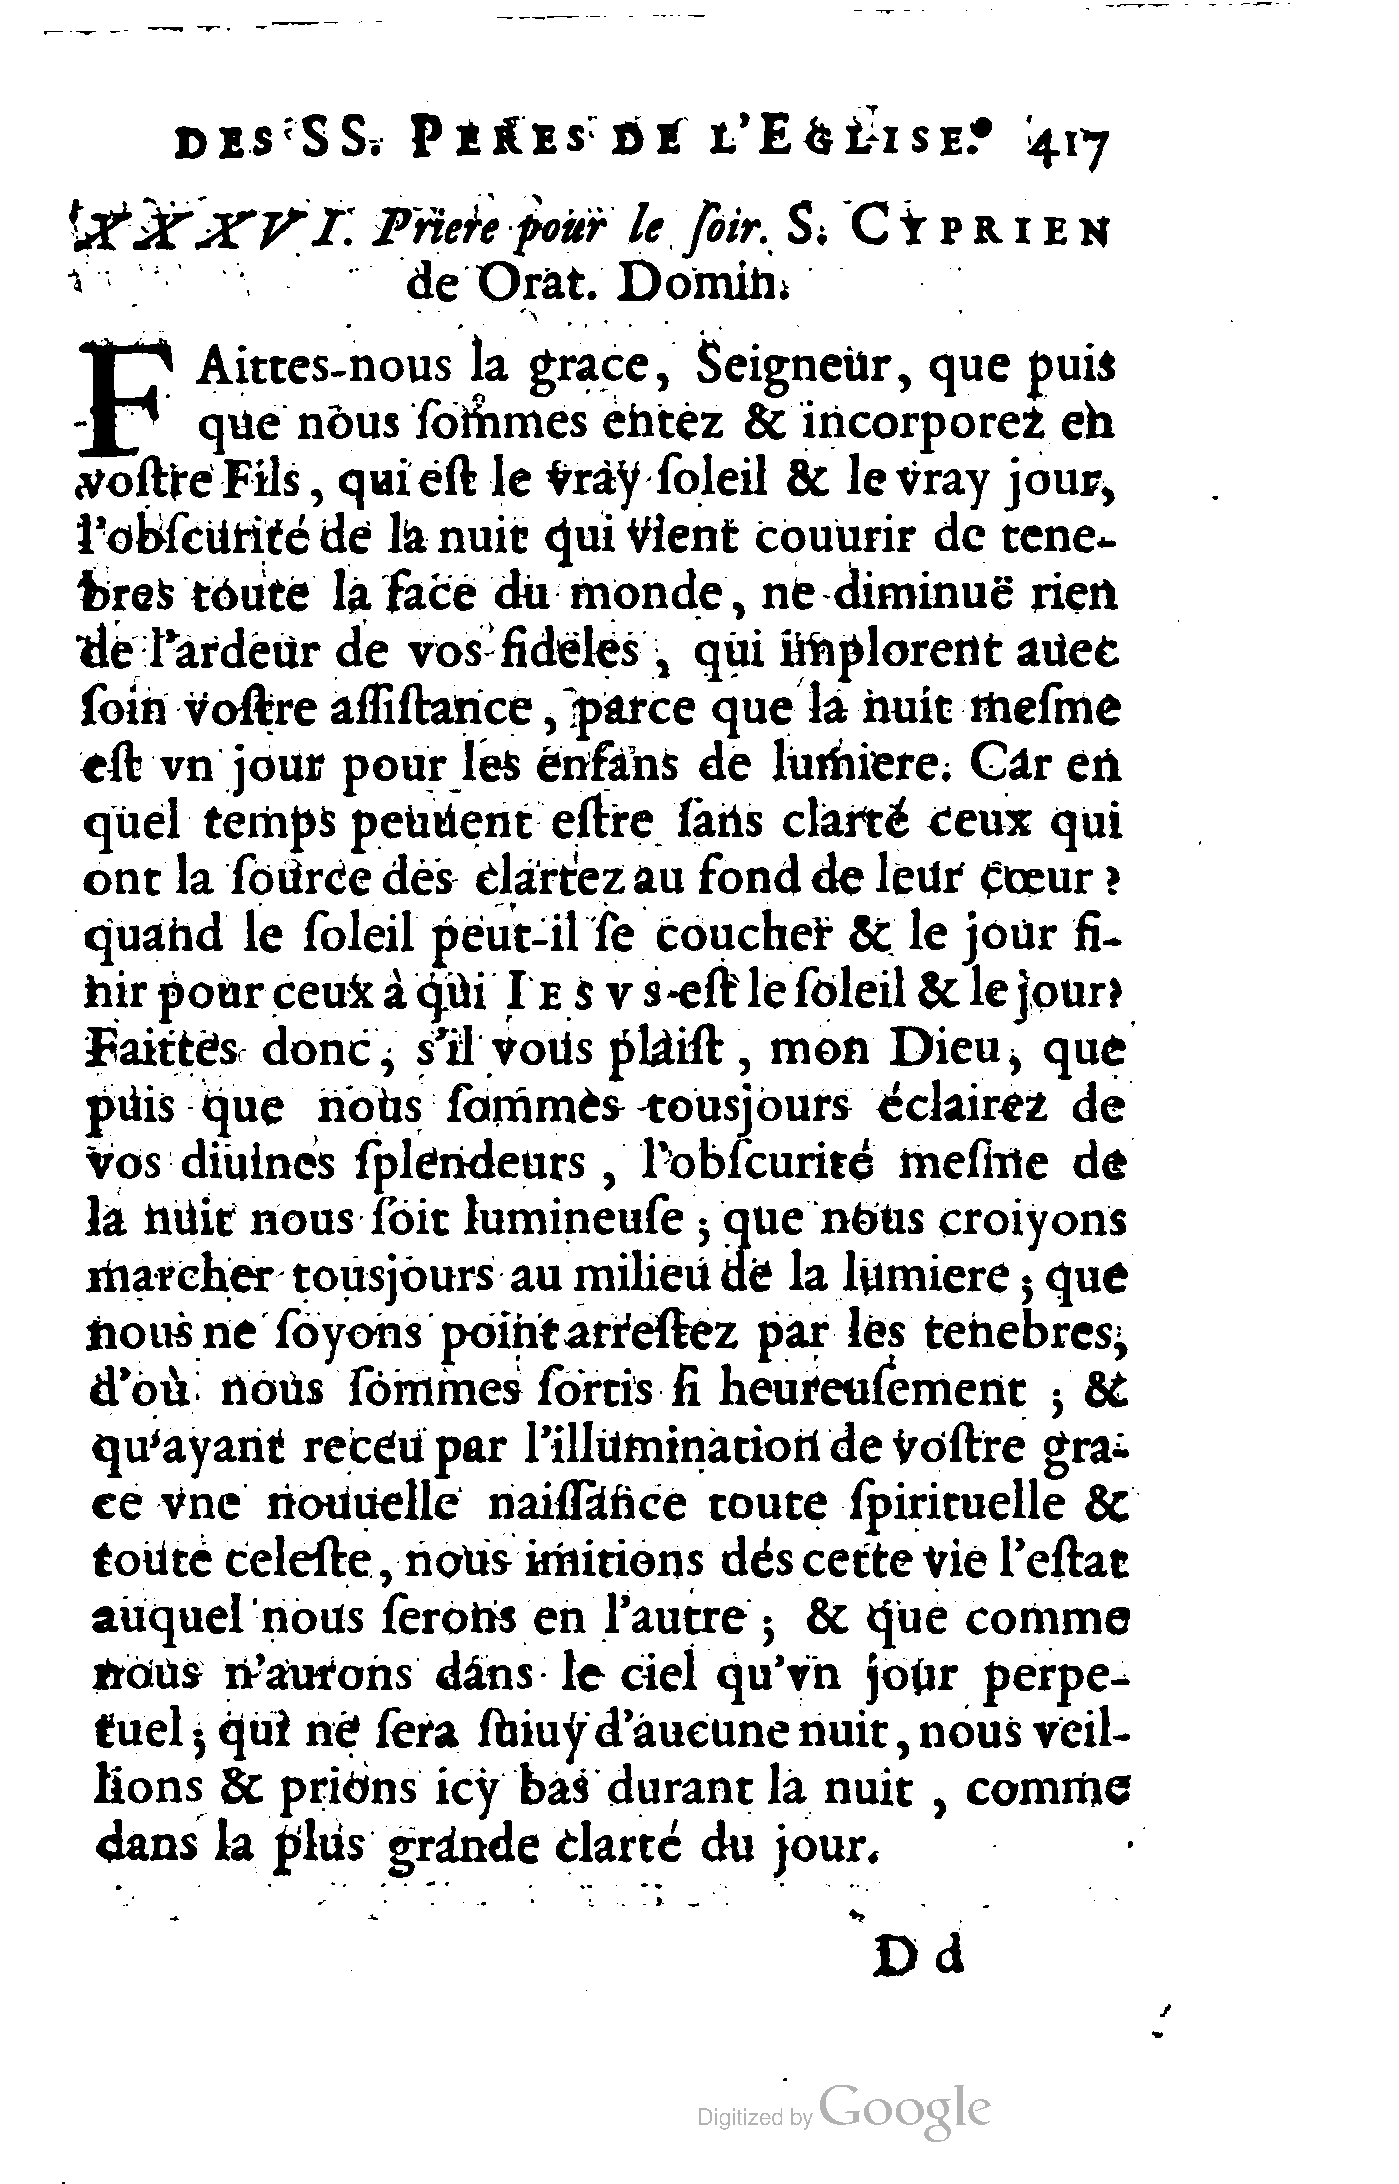 DES SS. PERES DE L'EGLISE. 417
XXXVI. Priere pour le ſoir. S. CYPRIEN
de Orat. Domin.
FAittes-nous la grace, Seigneur, que puis
que nous ſommes entez & incorporez en
voſtre Fils, qui eſt le vray ſoleil & le vray jour,
l'obſcurité de la nuit qui vient couurir de tene-
bres toute la face du monde, ne diminuë rien
de l'ardeur de vos fideles, qui implorent auec
ſoin voſtre aſſiſtance, parce que la nuit meſme
eſt vn jour pour les enfans de lumiere. Car en
quel temps peuuent eſtre ſans clarté ceux qui
ont la ſource des clartez au fond de leur cœur ?
quand le ſoleil peut-il ſe coucher & le jour fi-
nir pour ceux à qui IESVS eſt le ſoleil & le jour?
Faittes donc, s'il vous plaiſt, mon Dieu, que
puis que nous ſommes tousjours éclairez de
vos diuines ſplendeurs, l'obſcurité meſme de
la nuit nous ſoit lumineuſe ; que nous croiyons
marcher tousjours au milieu de la lumiere ; que
nous ne ſoyons point arreſtez par les tenebres,
d'où nous ſommes ſortis ſi heureuſement ; &
qu'ayant receu par l'illumination de voſtre gra-
ce vne nouuelle naiſſance toute ſpirituelle &
toute celeſte, nous imitions dés cette vie l'eſtat
auquel nous ſerons en l'autre ; & que comme
nous n'aurons dans le ciel qu'vn jour perpe-
tuel ; qui ne ſera ſuiuy d'aucune nuit, nous veil-
lions & prions icy bas durant la nuit, comme
dans la plus grande clarté du jour.
Dd
Digitized by Google